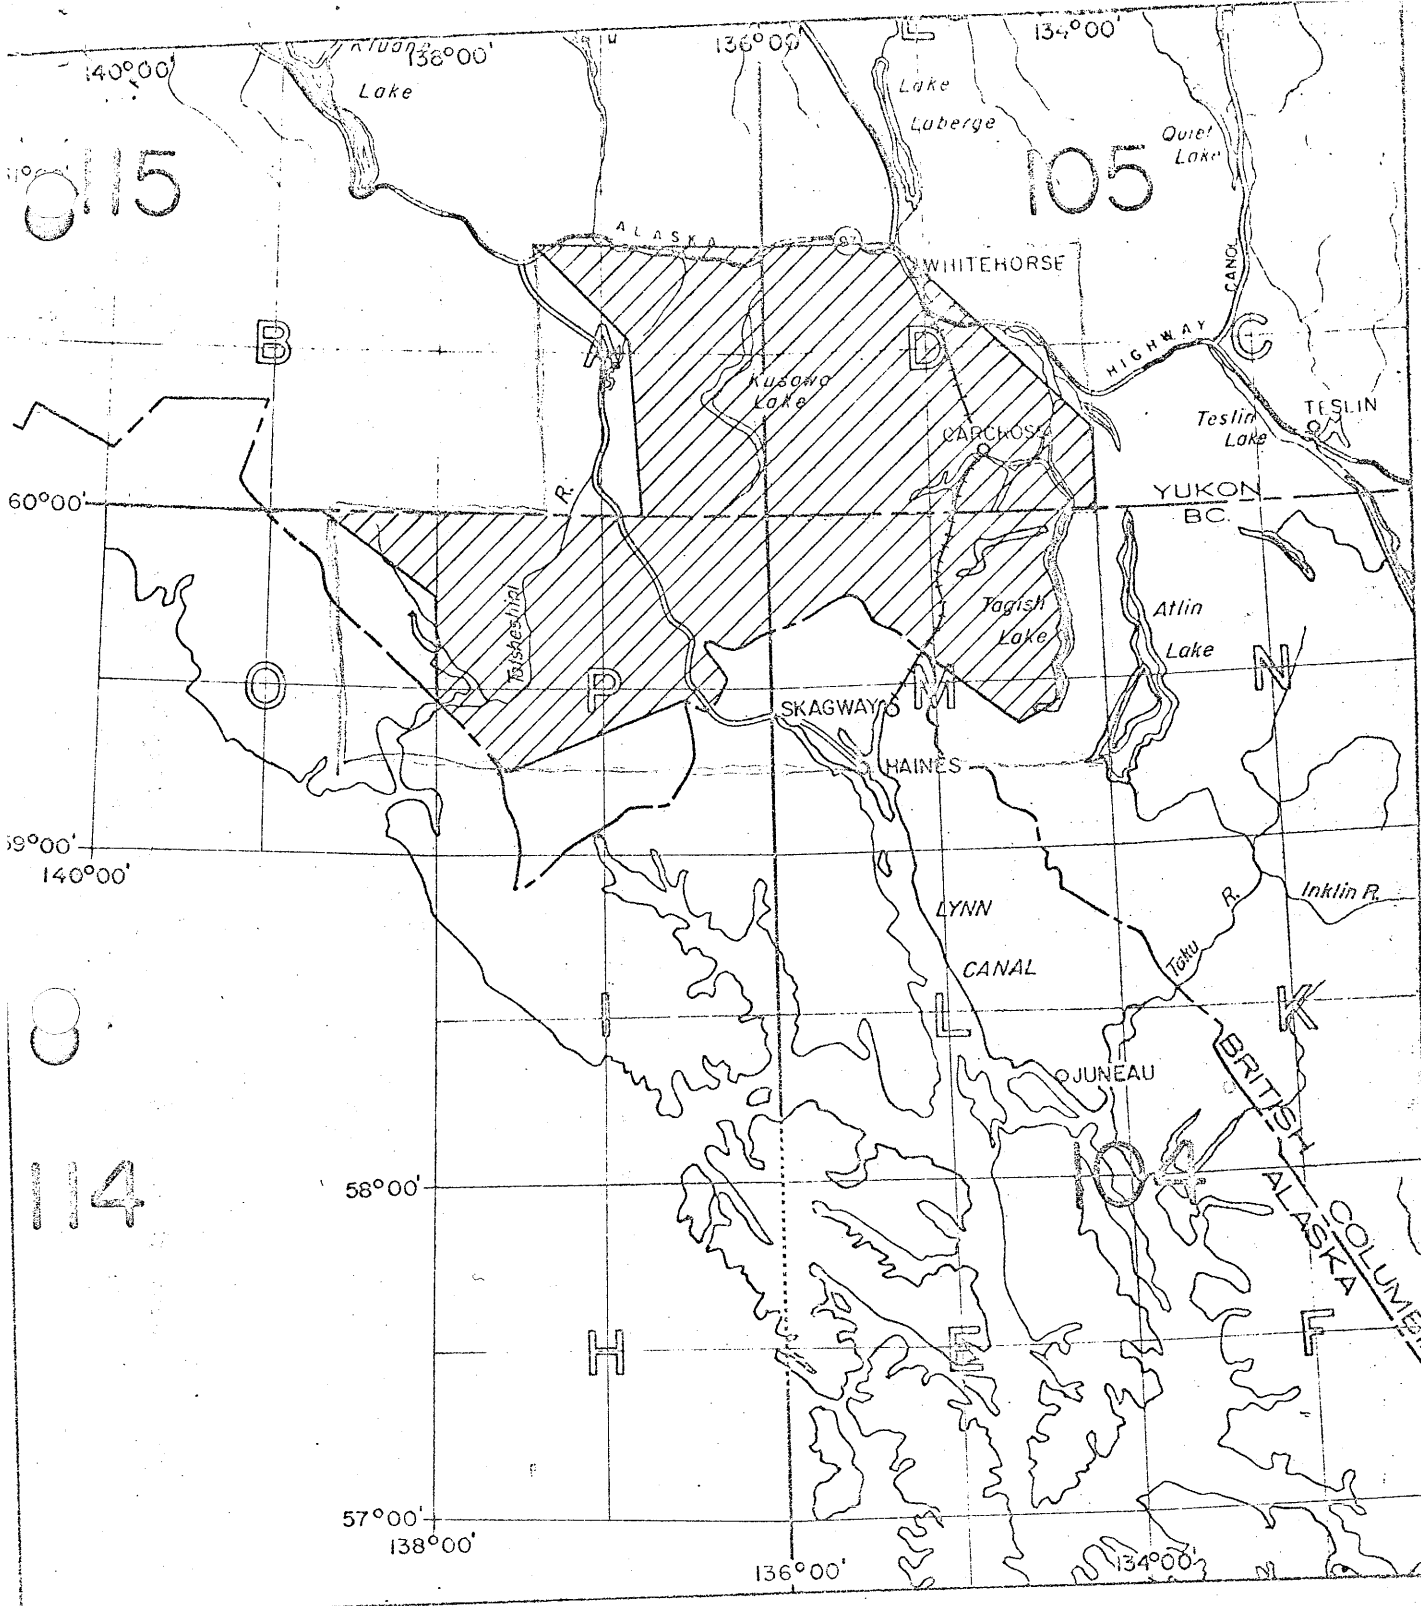 140°00'
Kluane
Lake
138°00'
136°00'
134°00'
Lake
Laberge
Quiet
Lake
115
105
ALASKA
WHITEHORSE
CANOL
B
A
D
C
HIGHWAY
Kusawa
Lake
Teslin
Lake
TESLIN
CARCROSS
60°00'
R.
YUKON
BC.
Tatshenshini
Tagish
Lake
Atlin
Lake
O
P
M
N
SKAGWAY
HAINES
59°00'
140°00'
LYNN
CANAL
R.
Inklin R.
Taku
I
L
K
JUNEAU
BRITISH
COLUMB
ALASKA
114
104
58°00'
H
E
F
57°00'
138°00'
136°00'
134°00'